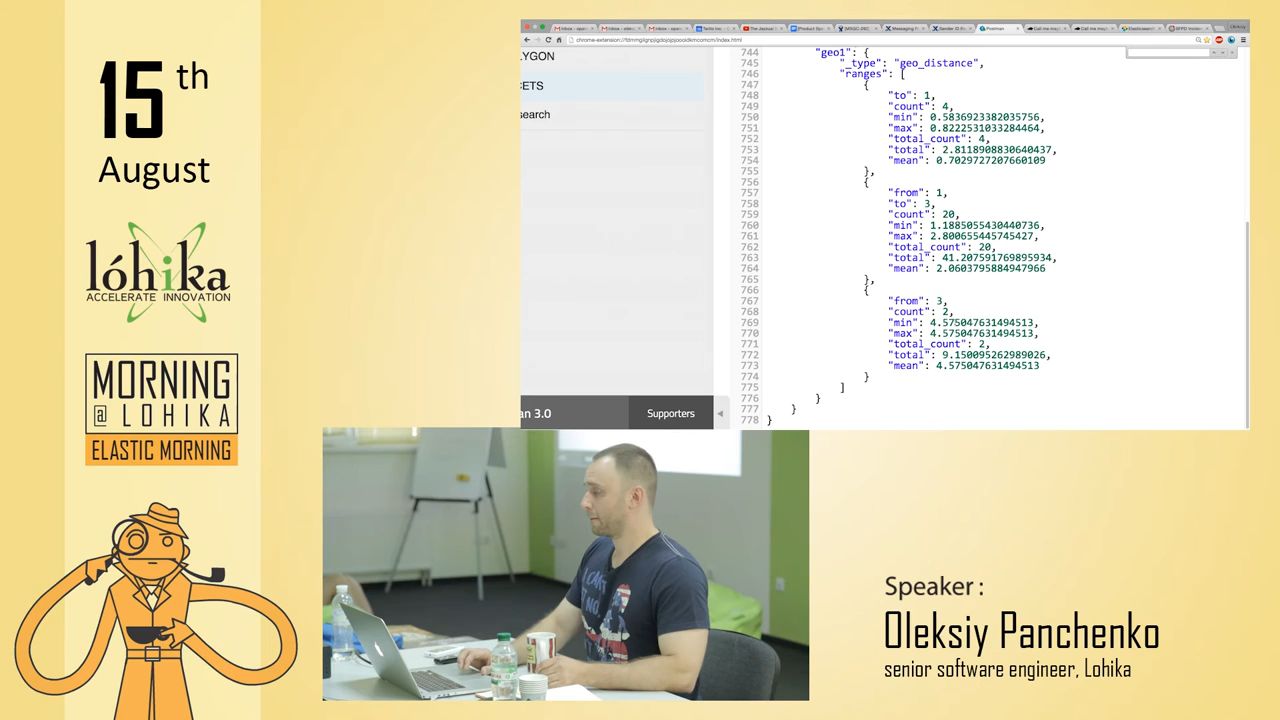 15th
August
lóhika
ACCELERATE INNOVATION
MORNING
@ LOHIKA
ELASTIC MORNING
LYGON
CETS
search
an 3.0
Supporters
744 "geo1": {
745 "_type": "geo_distance",
746 "ranges": [
747 {
748 "to": 1,
749 "count": 4,
750 "min": 0.5836923382035756,
751 "max": 0.8222531033284464,
752 "total_count": 4,
753 "total": 2.8118908830640437,
754 "mean": 0.7029727207660109
755 },
756 {
757 "from": 1,
758 "to": 3,
759 "count": 20,
760 "min": 1.1885055430440736,
761 "max": 2.800655445745427,
762 "total_count": 20,
763 "total": 41.207591769895934,
764 "mean": 2.0603795884947966
765 },
766 {
767 "from": 3,
768 "count": 2,
769 "min": 4.575047631494513,
770 "max": 4.575047631494513,
771 "total_count": 2,
772 "total": 9.150095262989026,
773 "mean": 4.575047631494513
774 }
775 ]
776 }
777 }
778 }
Speaker :
Oleksiy Panchenko
senior software engineer, Lohika